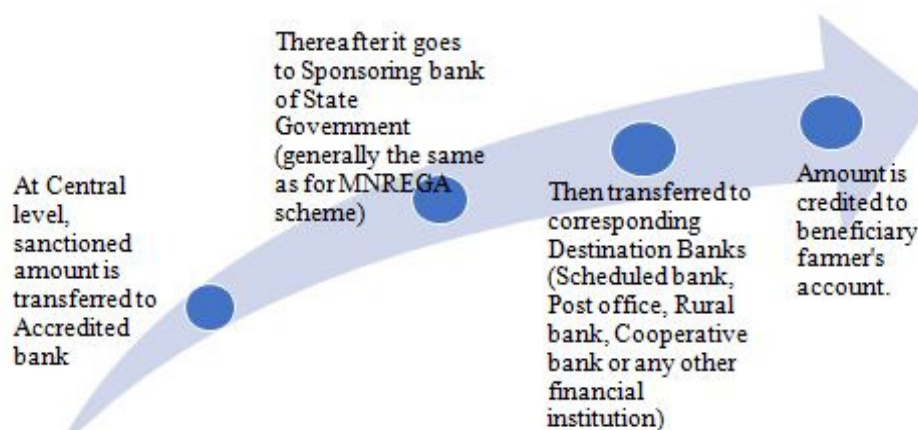 At Central
level,
sanctioned
amount is
transferred to
Accredited
bank
Thereafter it goes
to Sponsoring bank
of State
Government
(generally the same
as for MNREGA
scheme)
Then transferred to
corresponding
Destination Banks
(Scheduled bank,
Post office, Rural
bank, Cooperative
bank or any other
financial
institution)
Amount is
credited to
beneficiary
farmer's
account.